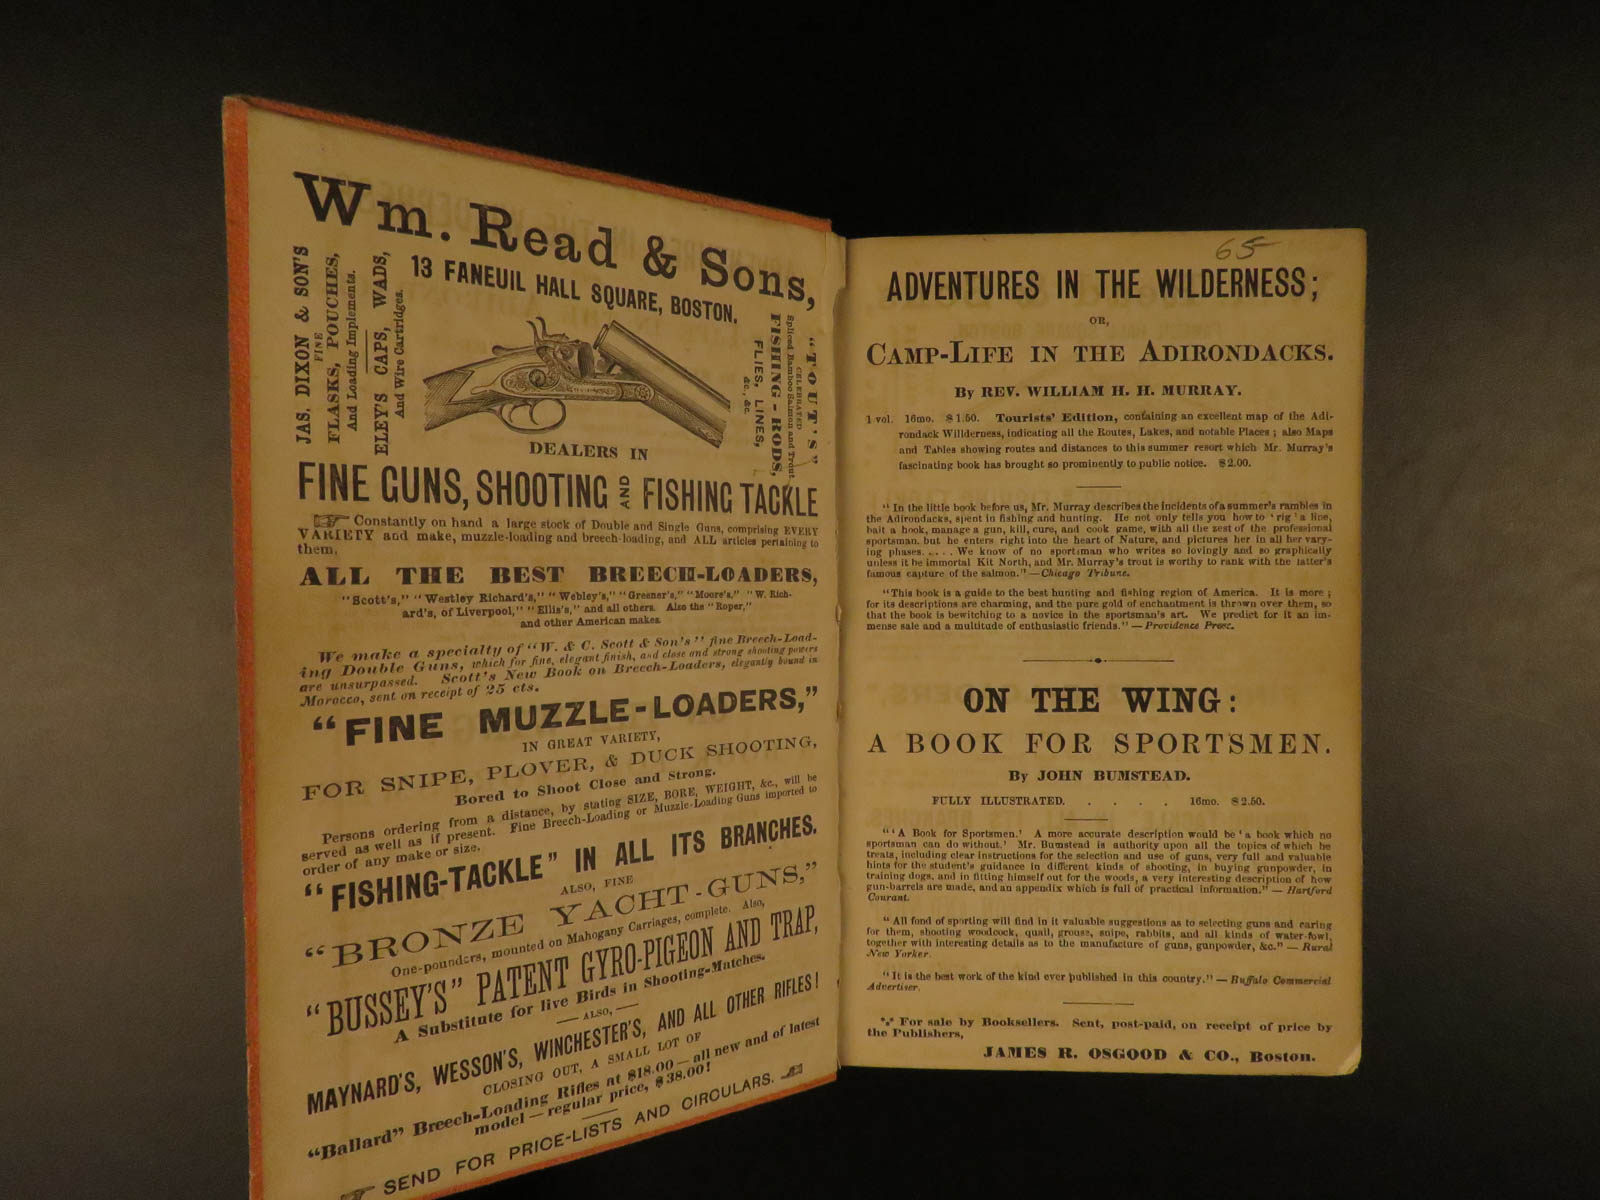 Wm. Read & Sons,
13 FANEUIL HALL SQUARE, BOSTON.
JAS. DIXON & SON'S
FINE
FLASKS, POUCHES,
And Loading Implements.
ELEY'S CAPS, WADS,
And Wire Cartridges.
"TOUT'S"
CELEBRATED
Spliced Bamboo Salmon and Trout
FISHING-RODS,
FLIES, LINES,
&c., &c.
DEALERS IN
FINE GUNS, SHOOTING AND FISHING TACKLE
☞ Constantly on hand a large stock of Double and Single Guns, comprising EVERY
VARIETY and make, muzzle-loading and breech-loading, and ALL articles pertaining to
them.
ALL THE BEST BREECH-LOADERS,
"Scott's," "Westley Richard's," "Webley's," "Greener's," "Moore's," "W. Rich-
ard's, of Liverpool," "Ellis's," and all others. Also the "Roper,"
and other American makes.
We make a specialty of "W. & C. Scott & Son's" fine Breech-Load-
ing Double Guns, which for fine, elegant finish, and close and strong shooting powers
are unsurpassed. Scott's New Book on Breech-Loaders, elegantly bound in
Morocco, sent on receipt of 25 cts.
"FINE MUZZLE-LOADERS,"
IN GREAT VARIETY,
FOR SNIPE, PLOVER, & DUCK SHOOTING,
Bored to Shoot Close and Strong.
Persons ordering from a distance, by stating SIZE, BORE, WEIGHT, &c., will be
served as well as if present. Fine Breech-Loading or Muzzle-Loading Guns imported to
order of any make or size.
"FISHING-TACKLE" IN ALL ITS BRANCHES.
ALSO, FINE
"BRONZE YACHT-GUNS,"
One-pounders, mounted on Mahogany Carriages, complete. Also,
"BUSSEY'S" PATENT GYRO-PIGEON AND TRAP,
A Substitute for live Birds in Shooting-Matches.
— ALSO, —
MAYNARD'S, WESSON'S, WINCHESTER'S, AND ALL OTHER RIFLES!
CLOSING OUT, A SMALL LOT OF
"Ballard" Breech-Loading Rifles at $18.00 — all new and of latest
model — regular price, $38.00!
☞ SEND FOR PRICE-LISTS AND CIRCULARS. ☜
65
ADVENTURES IN THE WILDERNESS;
OR,
CAMP-LIFE IN THE ADIRONDACKS.
By REV. WILLIAM H. H. MURRAY.
1 vol. 16mo. $1.50. Tourists' Edition, containing an excellent map of the Adi-
rondack Willderness, indicating all the Routes, Lakes, and notable Places; also Maps
and Tables showing routes and distances to this summer resort which Mr. Murray's
fascinating book has brought so prominently to public notice. $2.00.
"In the little book before us, Mr. Murray describes the incidents of a summer's rambles in
the Adirondacks, spent in fishing and hunting. He not only tells you how to 'rig' a line,
bait a hook, manage a gun, kill, cure, and cook game, with all the zest of the professional
sportsman, but he enters right into the heart of Nature, and pictures her in all her vary-
ing phases. .... We know of no sportsman who writes so lovingly and so graphically
unless it be immortal Kit North, and Mr. Murray's trout is worthy to rank with the latter's
famous capture of the salmon." — Chicago Tribune.
"This book is a guide to the best hunting and fishing region of America. It is more;
for its descriptions are charming, and the pure gold of enchantment is thrown over them, so
that the book is bewitching to a novice in the sportsman's art. We predict for it an im-
mense sale and a multitude of enthusiastic friends." — Providence Press.
ON THE WING:
A BOOK FOR SPORTSMEN.
By JOHN BUMSTEAD.
FULLY ILLUSTRATED. . . . . 16mo. $2.50.
"'A Book for Sportsmen.' A more accurate description would be 'a book which no
sportsman can do without.' Mr. Bumstead is authority upon all the topics of which he
treats, including clear instructions for the selection and use of guns, very full and valuable
hints for the student's guidance in different kinds of shooting, in buying gunpowder, in
training dogs, and in fitting himself out for the woods, a very interesting description of how
gun-barrels are made, and an appendix which is full of practical information." — Hartford
Courant.
"All fond of sporting will find in it valuable suggestions as to selecting guns and caring
for them, shooting woodcock, quail, grouse, snipe, rabbits, and all kinds of water-fowl,
together with interesting details as to the manufacture of guns, gunpowder, &c." — Rural
New Yorker.
"It is the best work of the kind ever published in this country." — Buffalo Commercial
Advertiser.
*** For sale by Booksellers. Sent, post-paid, on receipt of price by
the Publishers,
JAMES R. OSGOOD & CO., Boston.